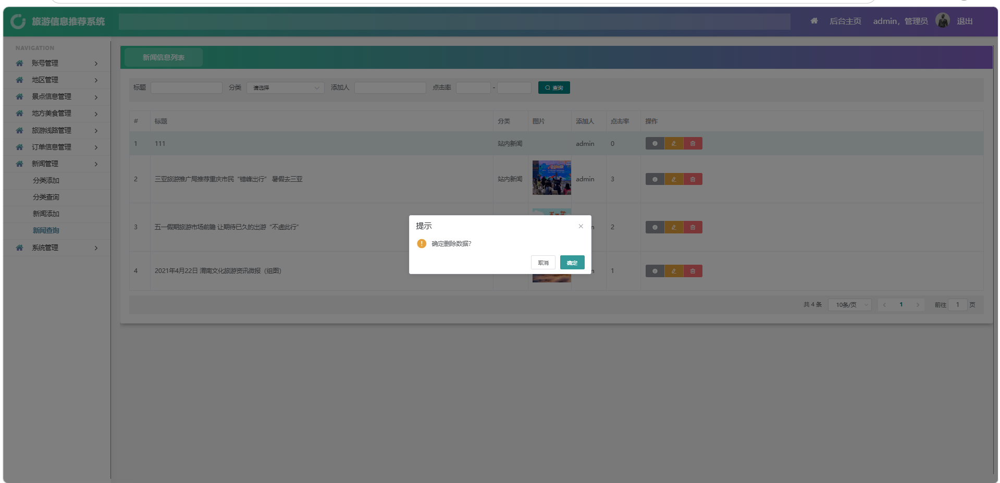 旅游信息推荐系统
后台主页 admin，管理员 退出
NAVIGATION
账号管理
地区管理
景点信息管理
地方美食管理
旅游线路管理
订单信息管理
新闻管理
分类添加
分类查询
新闻添加
新闻查询
系统管理
新闻信息列表
标题 分类 请选择 添加人 点击率 - 查询
# 标题 分类 图片 添加人 点击率 操作
1 111 站内新闻 admin 0
2 三亚旅游推广局推荐重庆市民“错峰出行” 暑假去三亚 站内新闻 admin 3
3 五一假期旅游市场前瞻 让期待已久的出游“不虚此行” n 2
4 2021年4月22日 渭南文化旅游资讯微报（组图） n 1
提示
确定删除数据?
取消 确定
共 4 条 10条/页 1 前往 1 页